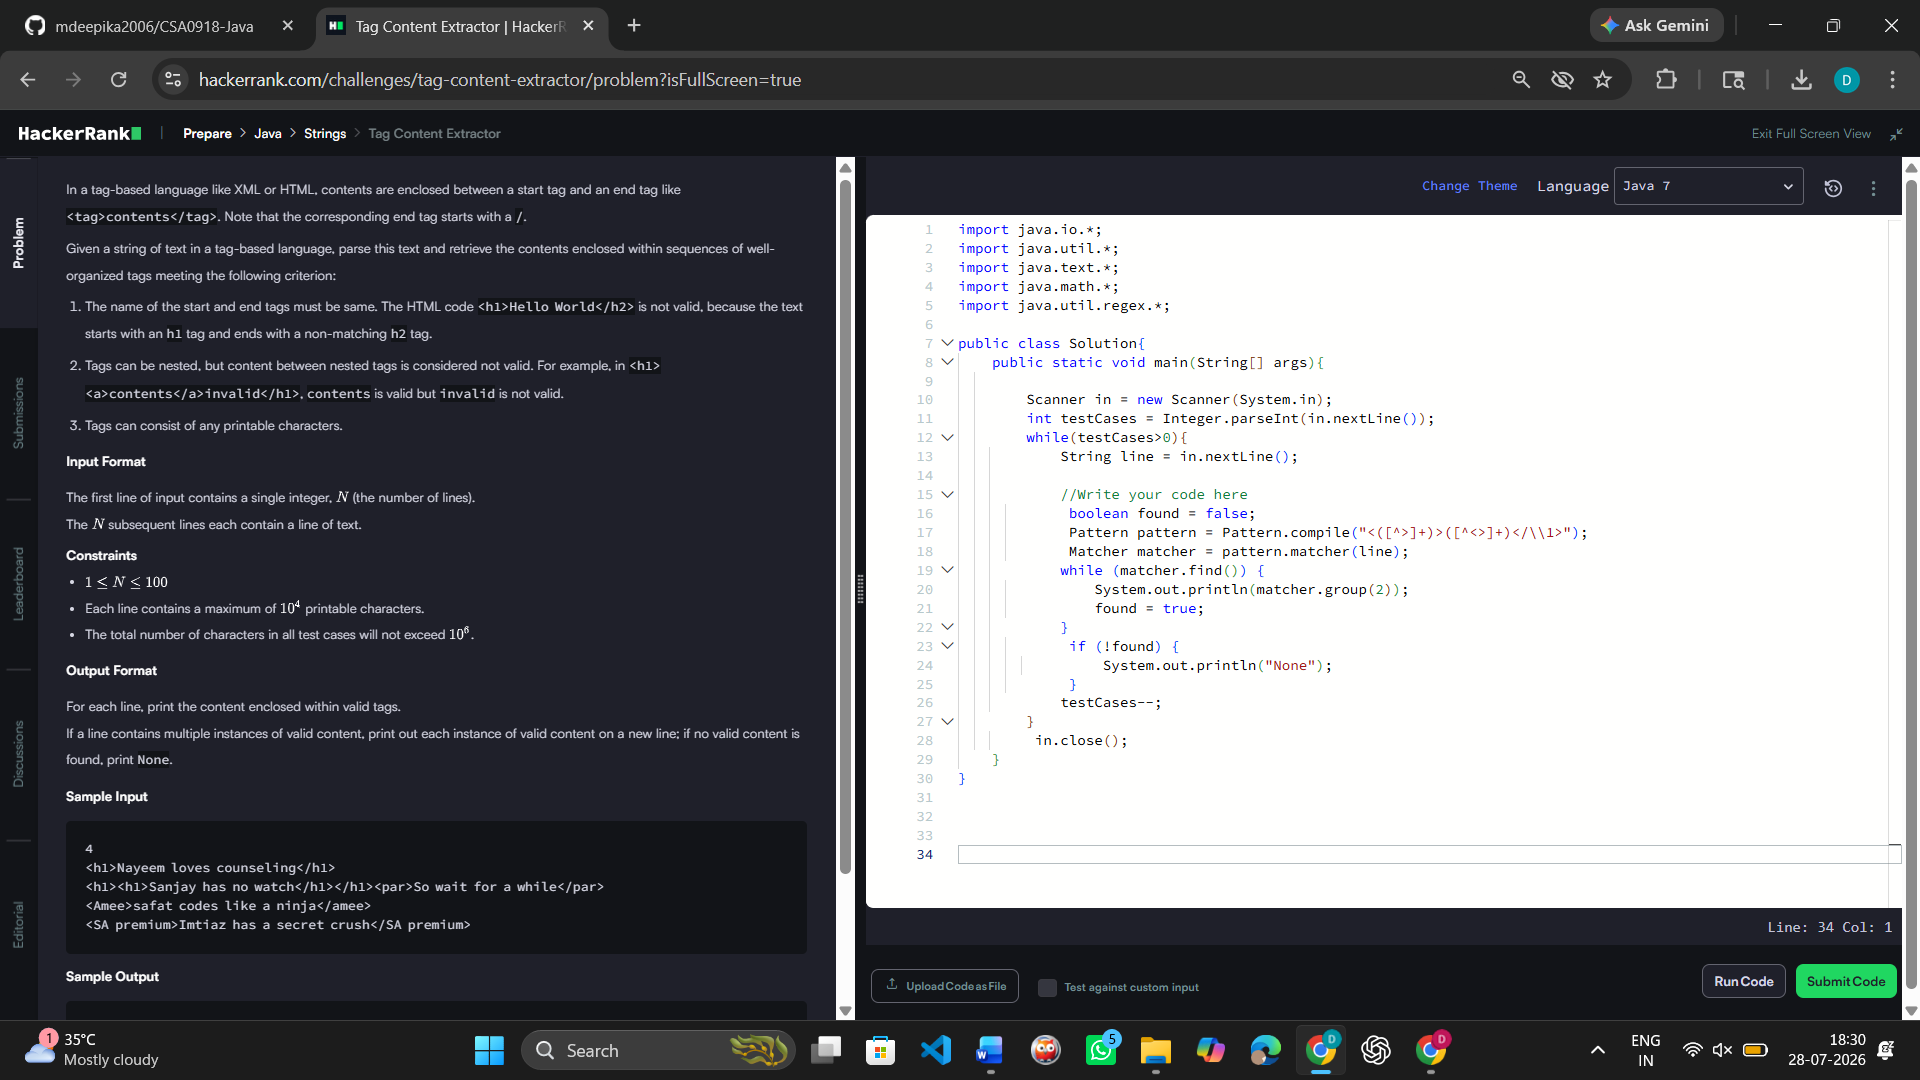 mdeepika2006/CSA0918-Java
Tag Content Extractor | HackerR
Ask Gemini
hackerrank.com/challenges/tag-content-extractor/problem?isFullScreen=true
D
HackerRank
Prepare > Java > Strings > Tag Content Extractor
Exit Full Screen View
Problem
Submissions
Leaderboard
Discussions
Editorial
In a tag-based language like XML or HTML, contents are enclosed between a start tag and an end tag like
<tag>contents</tag>. Note that the corresponding end tag starts with a /.
Given a string of text in a tag-based language, parse this text and retrieve the contents enclosed within sequences of well-
organized tags meeting the following criterion:
1. The name of the start and end tags must be same. The HTML code <h1>Hello World</h2> is not valid, because the text
starts with an h1 tag and ends with a non-matching h2 tag.
2. Tags can be nested, but content between nested tags is considered not valid. For example, in <h1>
<a>contents</a>invalid</h1>, contents is valid but invalid is not valid.
3. Tags can consist of any printable characters.
Input Format
The first line of input contains a single integer, N (the number of lines).
The N subsequent lines each contain a line of text.
Constraints
• 1 ≤ N ≤ 100
• Each line contains a maximum of 10^4 printable characters.
• The total number of characters in all test cases will not exceed 10^6.
Output Format
For each line, print the content enclosed within valid tags.
If a line contains multiple instances of valid content, print out each instance of valid content on a new line; if no valid content is
found, print None.
Sample Input
4
<h1>Nayeem loves counseling</h1>
<h1><h1>Sanjay has no watch</h1></h1><par>So wait for a while</par>
<Amee>safat codes like a ninja</amee>
<SA premium>Imtiaz has a secret crush</SA premium>
Sample Output
Change Theme Language Java 7
1 import java.io.*;
2 import java.util.*;
3 import java.text.*;
4 import java.math.*;
5 import java.util.regex.*;
6
7 public class Solution{
8 public static void main(String[] args){
9
10 Scanner in = new Scanner(System.in);
11 int testCases = Integer.parseInt(in.nextLine());
12 while(testCases>0){
13 String line = in.nextLine();
14
15 //Write your code here
16 boolean found = false;
17 Pattern pattern = Pattern.compile("<([^>]+)>([^<>]+)</\\1>");
18 Matcher matcher = pattern.matcher(line);
19 while (matcher.find()) {
20 System.out.println(matcher.group(2));
21 found = true;
22 }
23 if (!found) {
24 System.out.println("None");
25 }
26 testCases--;
27 }
28 in.close();
29 }
30 }
31
32
33
34
Line: 34 Col: 1
Upload Code as File
Test against custom input
Run Code
Submit Code
1
35°C
Mostly cloudy
Search
W
5
D
D
ENG
IN
18:30
28-07-2026